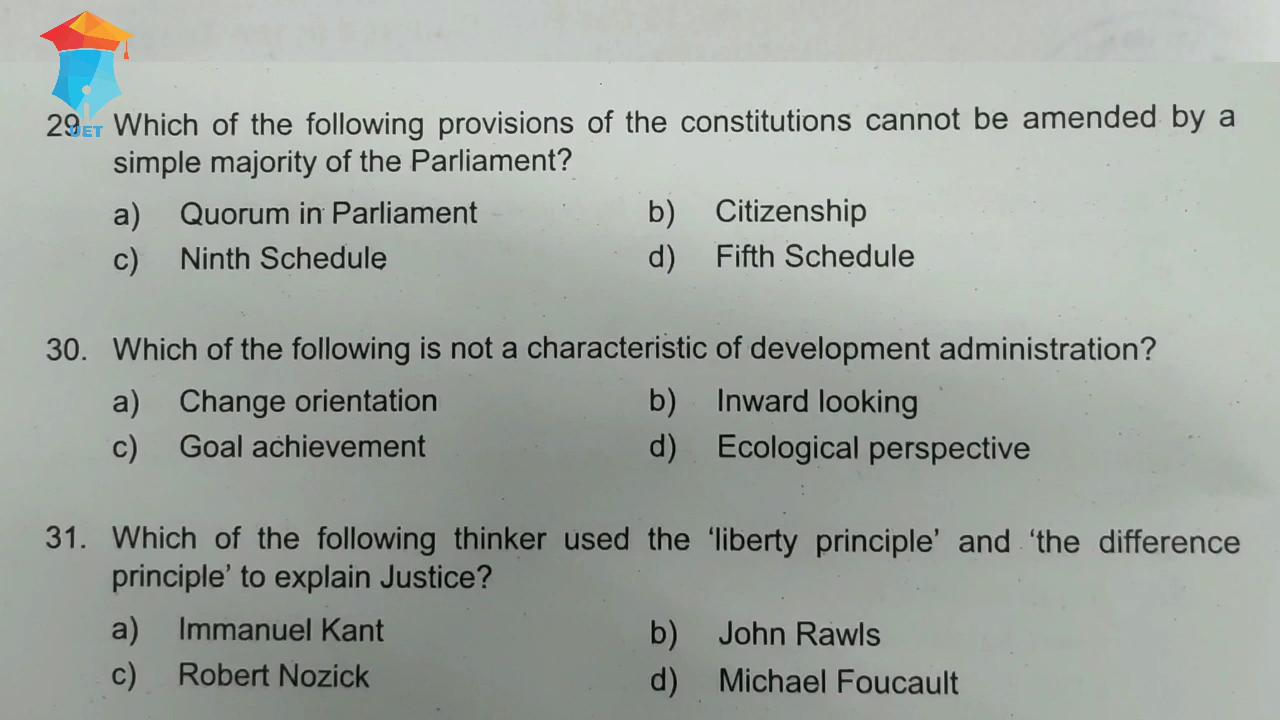 UET
29. Which of the following provisions of the constitutions cannot be amended by a
simple majority of the Parliament?
a) Quorum in Parliament b) Citizenship
c) Ninth Schedule d) Fifth Schedule
30. Which of the following is not a characteristic of development administration?
a) Change orientation b) Inward looking
c) Goal achievement d) Ecological perspective
31. Which of the following thinker used the ‘liberty principle’ and ‘the difference
principle’ to explain Justice?
a) Immanuel Kant b) John Rawls
c) Robert Nozick d) Michael Foucault